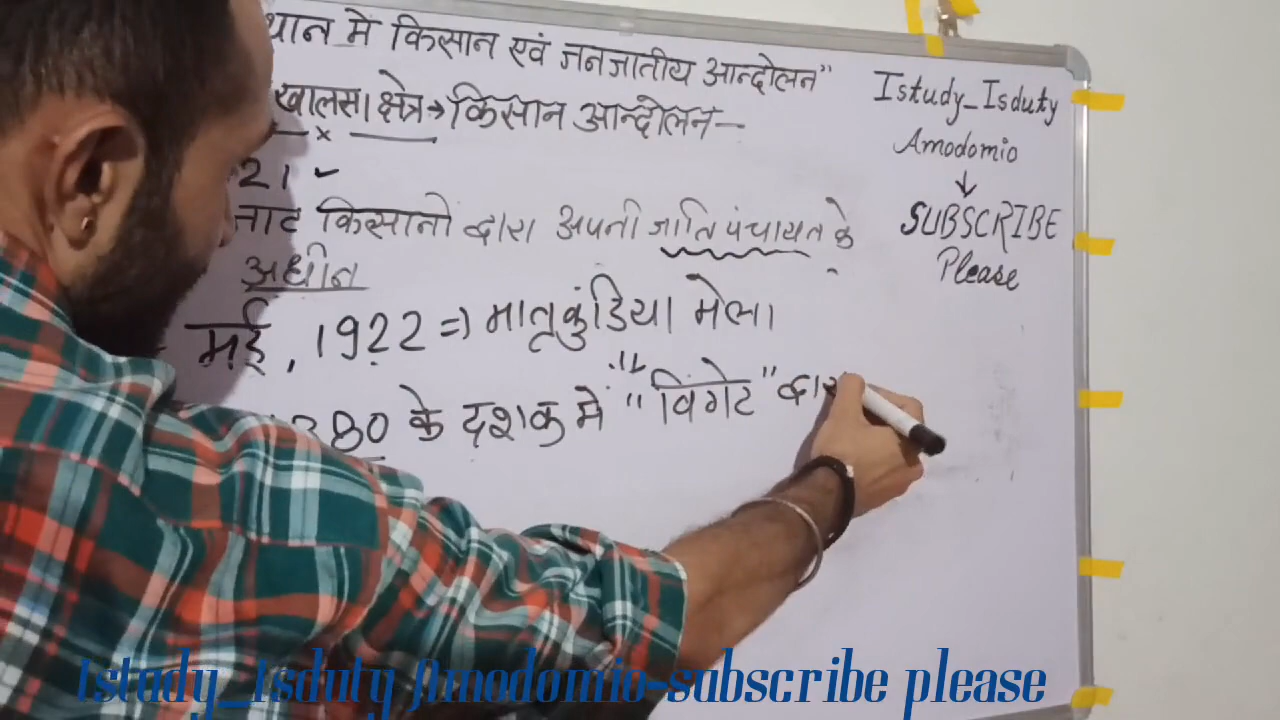 थान मे किसान एवं जनजातीय आन्दोलन"
खालसा क्षेत्र → किसान आन्दोलन –
21 ✓
जाट किसानो द्वारा अपनी जाति पंचायत के
अधीन
मई, 1922 => मातृकुंडिया मेला
880 के दशक मे "विंगेट" द्वारा
Istudy_Isduty
Amodomio
↓
SUBSCRIBE
Please
Istudy_Isduty Amodomio-subscribe please